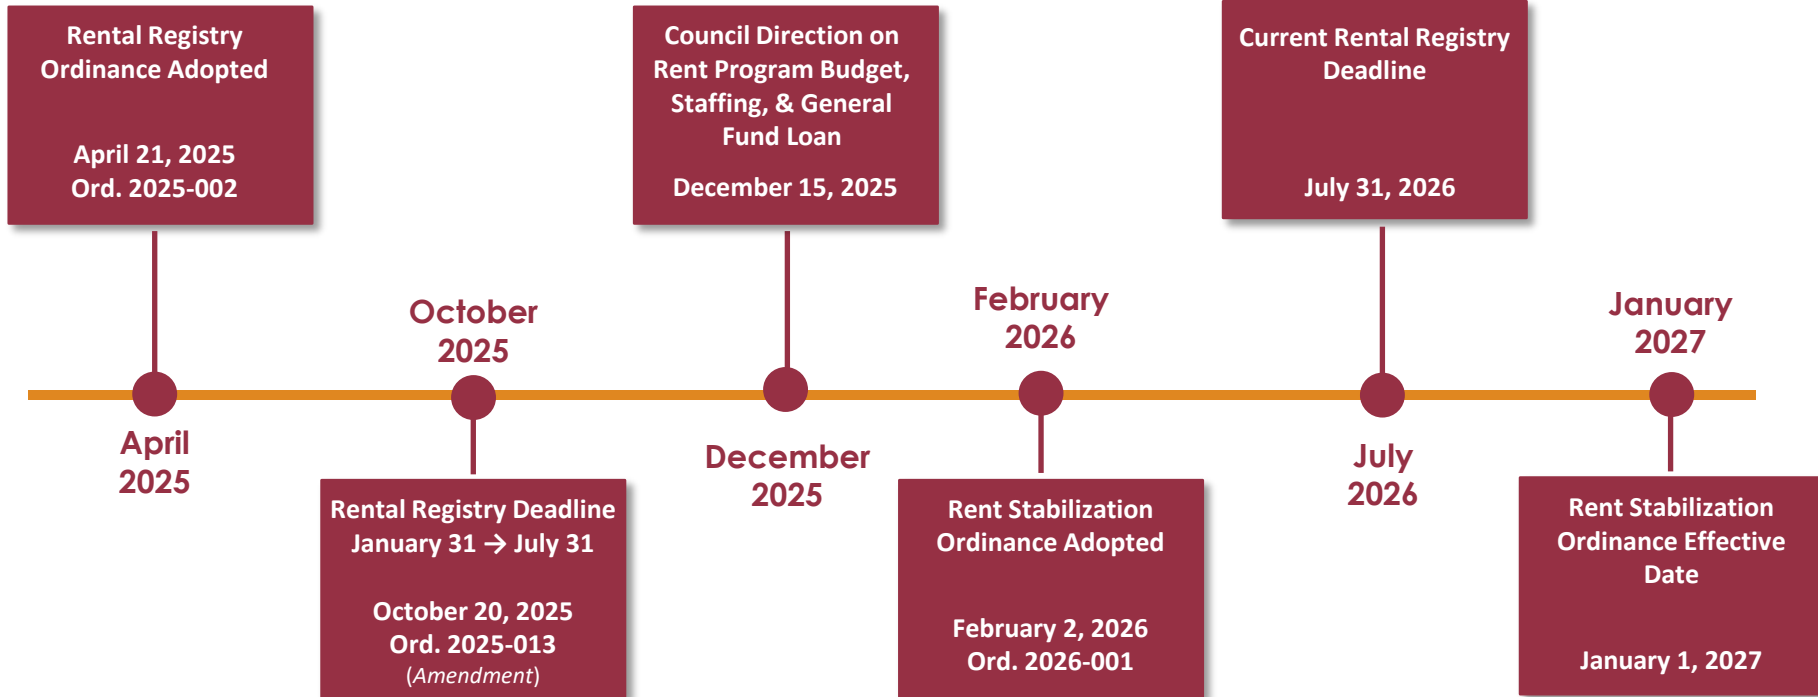 Rental Registry
Ordinance Adopted
April 21, 2025
Ord. 2025-002
Council Direction on
Rent Program Budget,
Staffing, & General
Fund Loan
December 15, 2025
Current Rental Registry
Deadline
July 31, 2026
October
2025
February
2026
January
2027
April
2025
December
2025
July
2026
Rental Registry Deadline
January 31 → July 31
October 20, 2025
Ord. 2025-013
(Amendment)
Rent Stabilization
Ordinance Adopted
February 2, 2026
Ord. 2026-001
Rent Stabilization
Ordinance Effective
Date
January 1, 2027